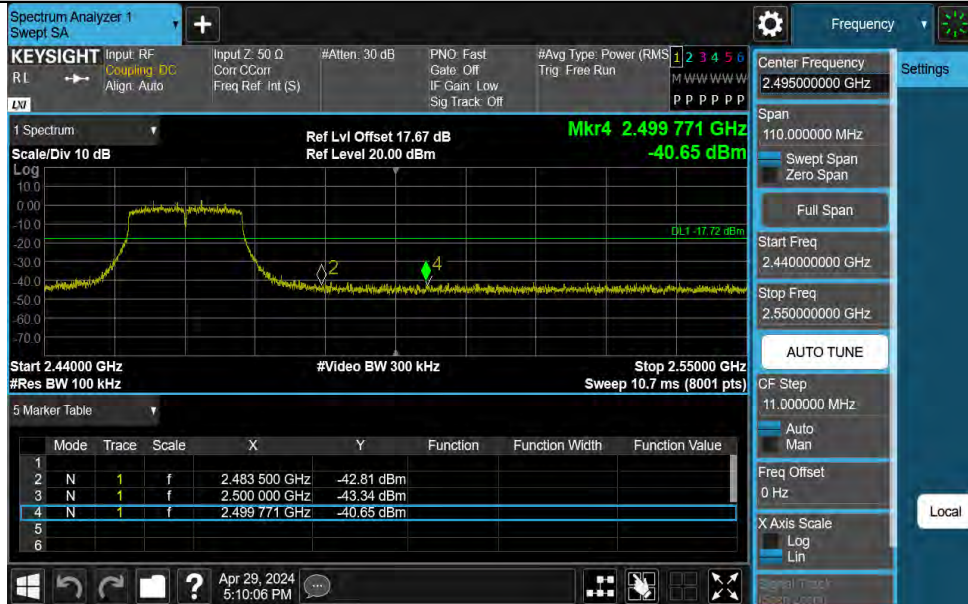 Spectrum Analyzer 1
Swept SA
+
Frequency
KEYSIGHT
Input: RF
Input Z: 50 Ω
#Atten: 30 dB
PNO: Fast
#Avg Type: Power (RMS
1 2 3 4 5 6
RL
Coupling: DC
Corr CCorr
Gate: Off
Trig: Free Run
M W W W W W
Align: Auto
Freq Ref: Int (S)
IF Gain: Low
P P P P P P
LXI
Sig Track: Off
Center Frequency
2.495000000 GHz
Settings
1 Spectrum
Scale/Div 10 dB
Ref Lvl Offset 17.67 dB
Ref Level 20.00 dBm
Mkr4 2.499 771 GHz
-40.65 dBm
Span
110.000000 MHz
Swept Span
Zero Span
Log
10.0
0.00
-10.0
-20.0
-30.0
-40.0
-50.0
-60.0
-70.0
DL1 -17.72 dBm
2
4
Full Span
Start Freq
2.440000000 GHz
Stop Freq
2.550000000 GHz
AUTO TUNE
Start 2.44000 GHz
#Video BW 300 kHz
Stop 2.55000 GHz
#Res BW 100 kHz
Sweep 10.7 ms (8001 pts)
CF Step
11.000000 MHz
Auto
Man
5 Marker Table
Mode Trace Scale X Y Function Function Width Function Value
1
2 N 1 f 2.483 500 GHz -42.81 dBm
3 N 1 f 2.500 000 GHz -43.34 dBm
4 N 1 f 2.499 771 GHz -40.65 dBm
5
6
Freq Offset
0 Hz
X Axis Scale
Log
Lin
Local
Signal Track
(Span Zoom)
?
Apr 29, 2024
5:10:06 PM